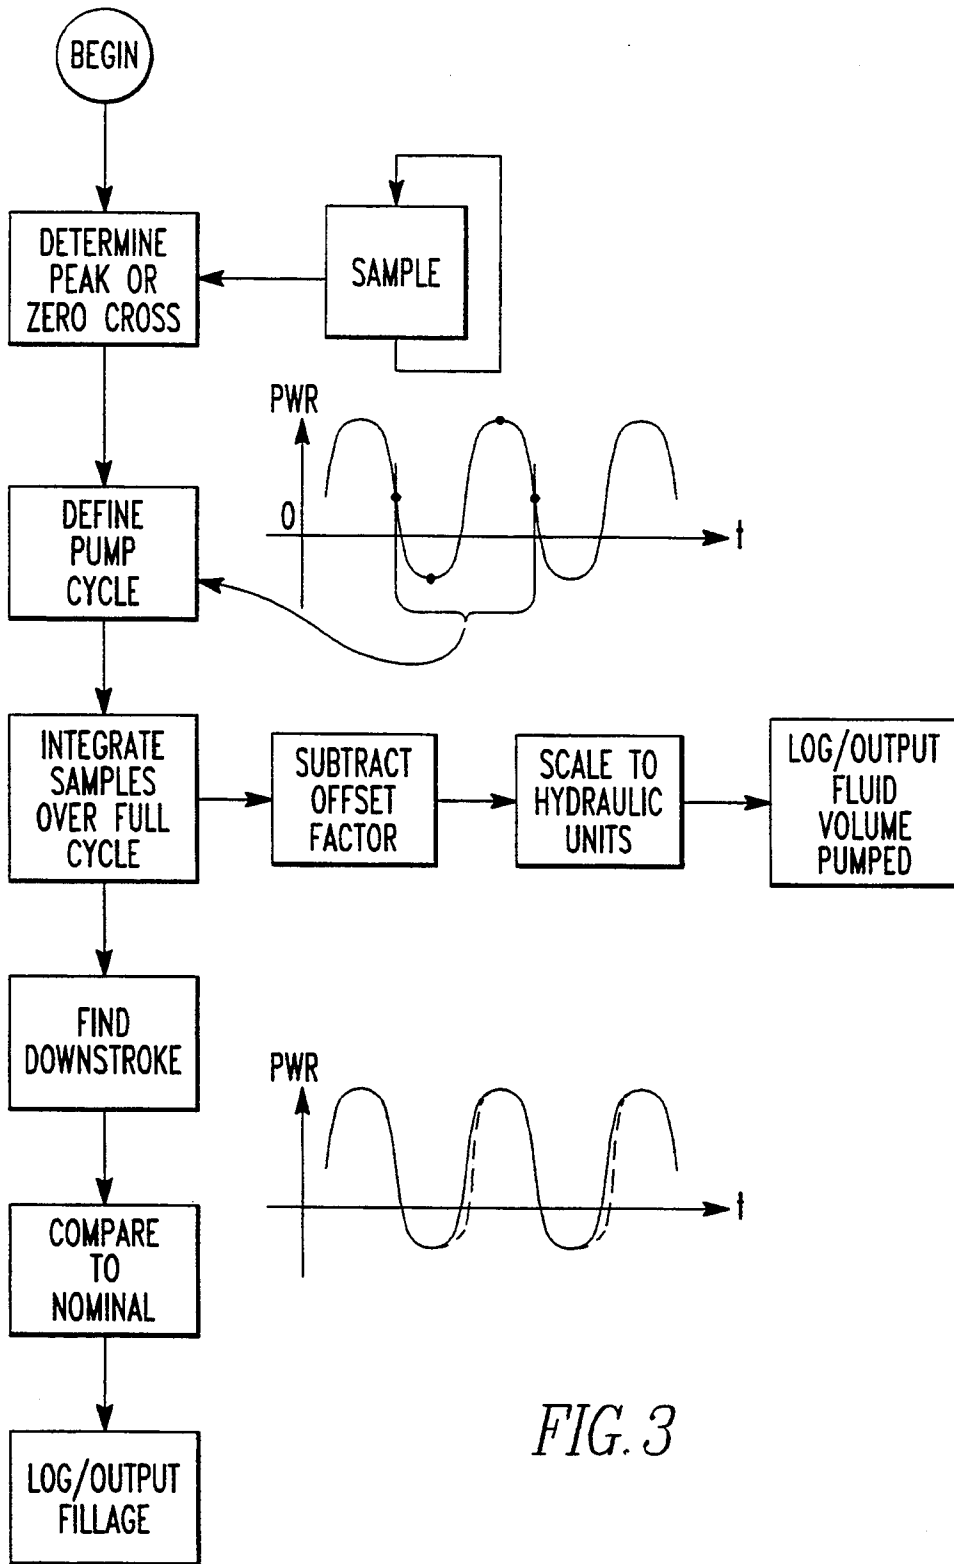 BEGIN
DETERMINE
PEAK OR
ZERO CROSS
SAMPLE
PWR
0
t
DEFINE
PUMP
CYCLE
INTEGRATE
SAMPLES
OVER FULL
CYCLE
SUBTRACT
OFFSET
FACTOR
SCALE TO
HYDRAULIC
UNITS
LOG/OUTPUT
FLUID
VOLUME
PUMPED
FIND
DOWNSTROKE
PWR
t
COMPARE
TO
NOMINAL
LOG/OUTPUT
FILLAGE
FIG. 3